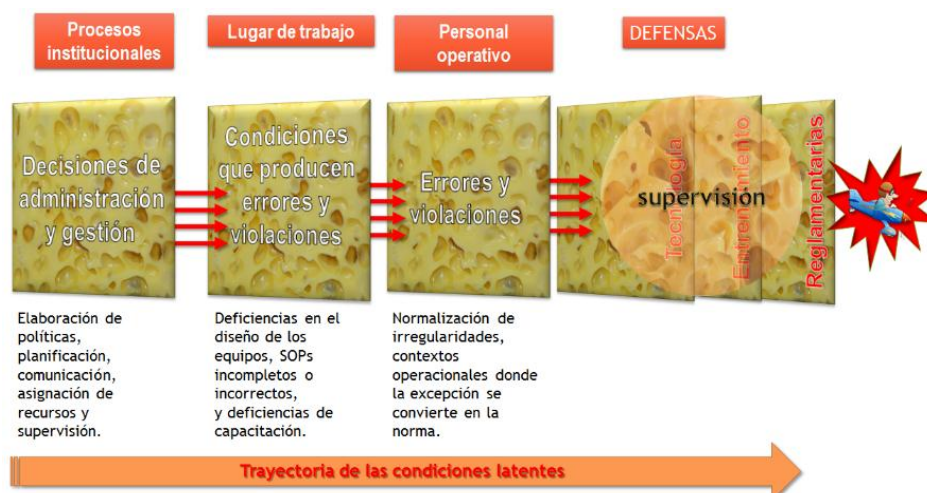 Procesos
institucionales
Lugar de trabajo
Personal
operativo
DEFENSAS
Decisiones de
administración
y gestión
Condiciones
que producen
errores y
violaciones
Errores y
violaciones
Tecnología
Entrenamiento
Reglamentarias
supervisión
Elaboración de
políticas,
planificación,
comunicación,
asignación de
recursos y
supervisión.
Deficiencias en el
diseño de los
equipos, SOPs
incompletos o
incorrectos,
y deficiencias de
capacitación.
Normalización de
irregularidades,
contextos
operacionales donde
la excepción se
convierte en la
norma.
Trayectoria de las condiciones latentes